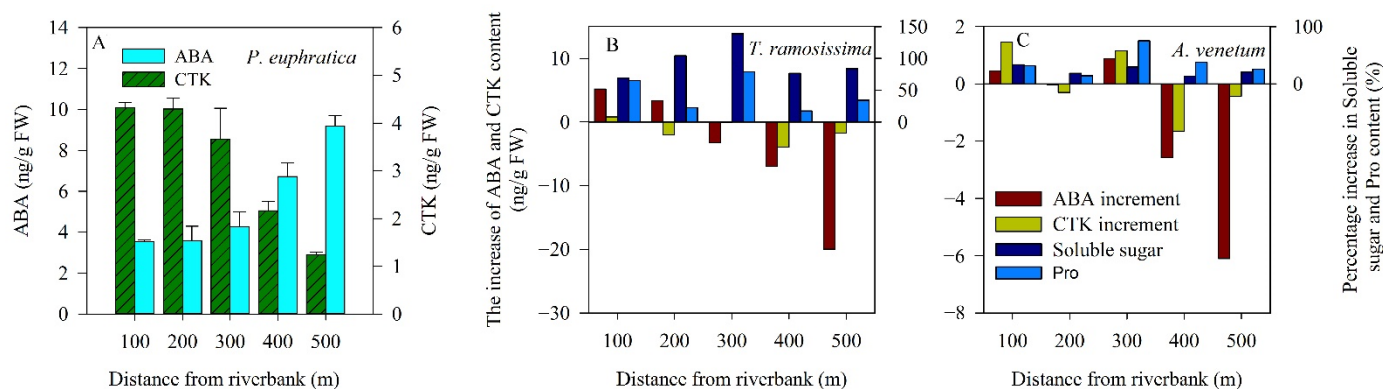 A
P. euphratica
ABA
CTK
ABA (ng/g FW)
14
12
10
8
6
4
2
0
CTK (ng/g FW)
6
5
4
3
2
1
0
100 200 300 400 500
Distance from riverbank (m)
B
T. ramosissima
The increase of ABA and CTK content
(ng/g FW)
10
0
−10
−20
−30
150
100
50
0
100 200 300 400 500
Distance from riverbank (m)
C
A. venetum
2
0
−2
−4
−6
−8
100
0
ABA increment
CTK increment
Soluble sugar
Pro
Percentage increase in Soluble
sugar and Pro content (%)
100 200 300 400 500
Distance from riverbank (m)